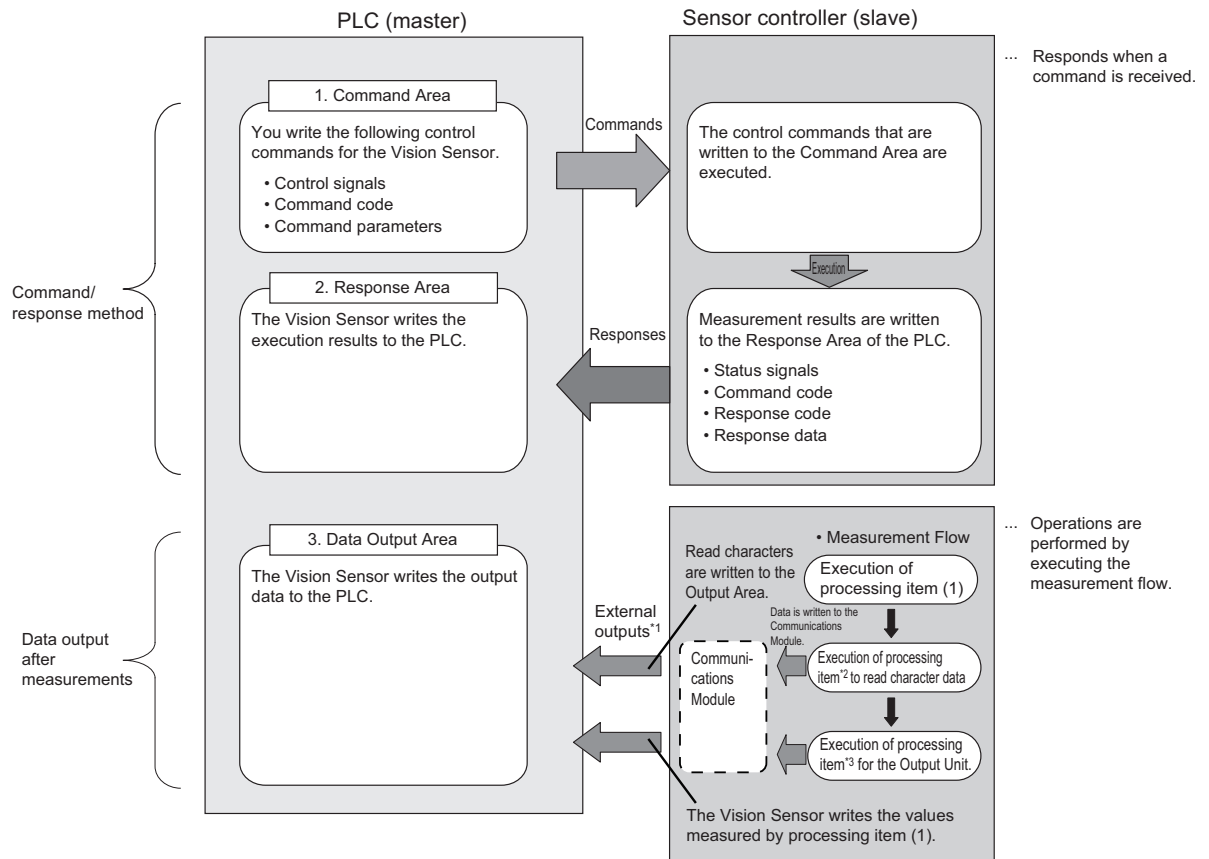 PLC (master)
Sensor controller (slave)
... Responds when a
command is received.
1. Command Area
You write the following control
commands for the Vision Sensor.
• Control signals
• Command code
• Command parameters
Commands
The control commands that are
written to the Command Area are
executed.
Execution
Command/
response method
2. Response Area
The Vision Sensor writes the
execution results to the PLC.
Responses
Measurement results are written
to the Response Area of the PLC.
• Status signals
• Command code
• Response code
• Response data
... Operations are
performed by
executing the
measurement flow.
Data output
after
measurements
3. Data Output Area
The Vision Sensor writes the output
data to the PLC.
External
outputs*1
Read characters
are written to the
Output Area.
• Measurement Flow
Execution of
processing item (1)
Data is written to the
Communications
Module.
Communi-
cations
Module
Execution of processing
item*2 to read character data
Execution of processing
item*3 for the Output Unit.
The Vision Sensor writes the values
measured by processing item (1).